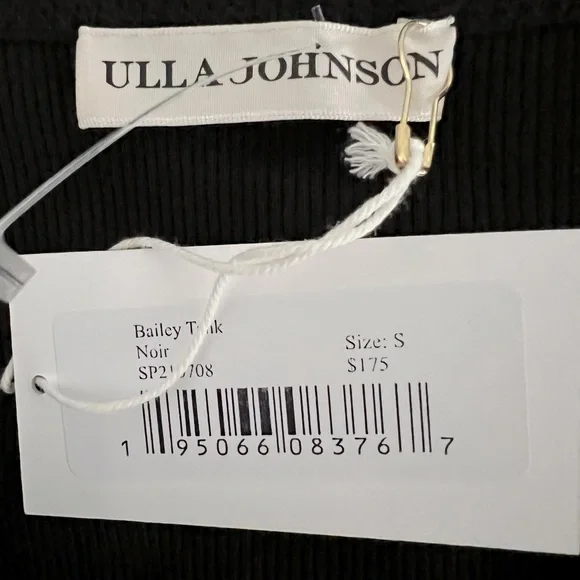 ULLA JOHNSON
Bailey
Noir
Size: S
$175
1 95066 08376 7